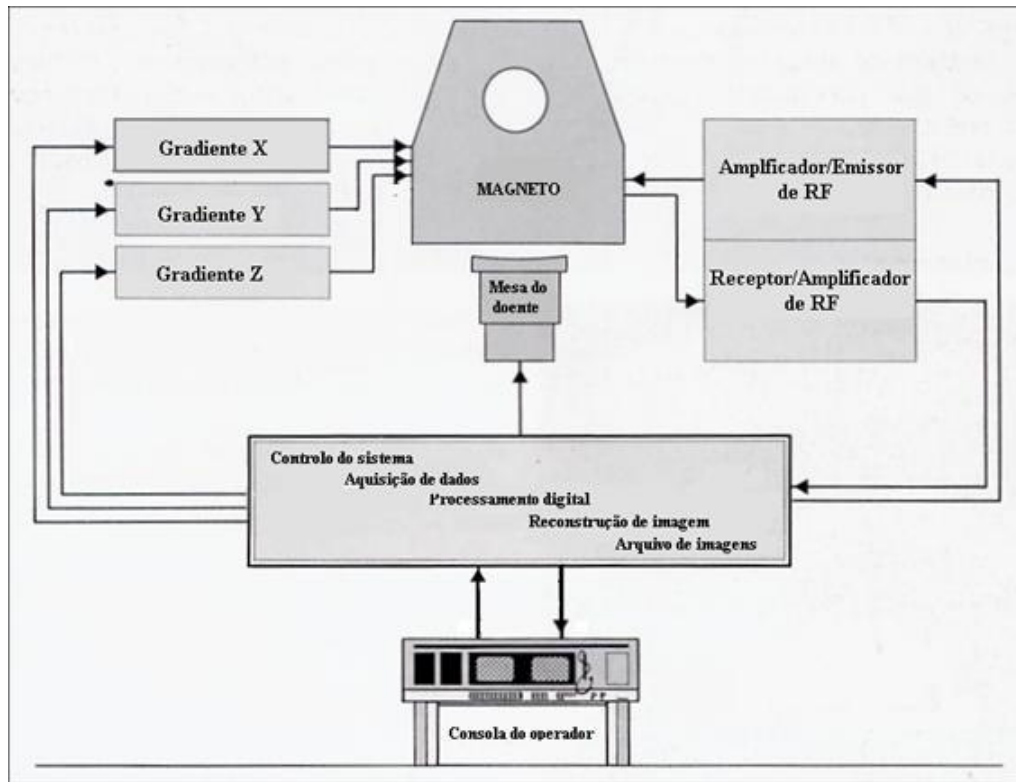 Gradiente X
Gradiente Y
Gradiente Z
MAGNETO
Mesa do
doente
Amplficador/Emissor
de RF
Receptor/Amplificador
de RF
Controlo do sistema
Aquisição de dados
Processamento digital
Reconstrução de imagem
Arquivo de imagens
Consola do operador